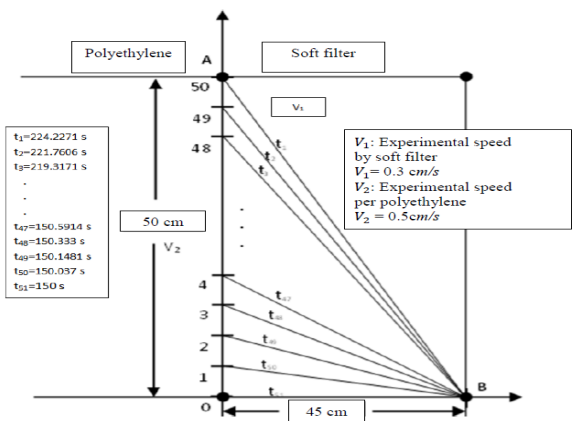 Polyethylene
A
Soft filter
50
49
48
V₁
t₁
t₂
t₃
t₁=224.2271 s
t₂=221.7606 s
t₃=219.3171 s
.
.
.
t₄₇=150.5914 s
t₄₈=150.333 s
t₄₉=150.1481 s
t₅₀=150.037 s
t₅₁=150 s
50 cm
V₂
V₁: Experimental speed
by soft filter
V₁= 0.3 cm/s
V₂: Experimental speed
per polyethylene
V₂ = 0.5cm/s
.
.
.
4
3
2
1
0
t₄₇
t₄₈
t₄₉
t₅₀
t₅₁
B
45 cm